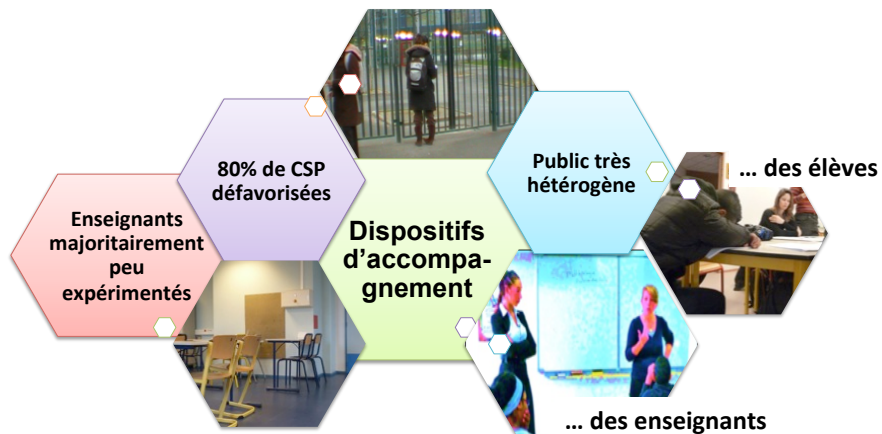 Enseignants
majoritairement
peu
expérimentés
80% de CSP
défavorisées
Dispositifs
d'accompa-
gnement
Public très
hétérogène
... des élèves
... des enseignants